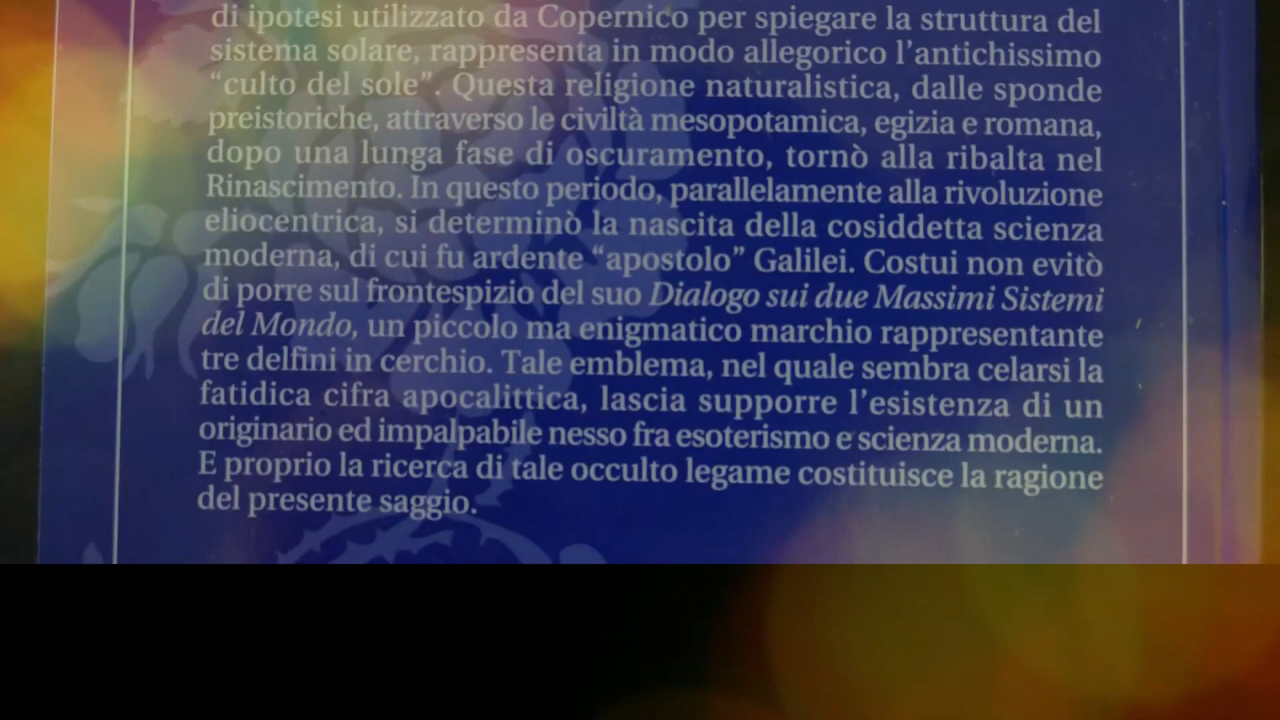 di ipotesi utilizzato da Copernico per spiegare la struttura del
sistema solare, rappresenta in modo allegorico l'antichissimo
“culto del sole”. Questa religione naturalistica, dalle sponde
preistoriche, attraverso le civiltà mesopotamica, egizia e romana,
dopo una lunga fase di oscuramento, tornò alla ribalta nel
Rinascimento. In questo periodo, parallelamente alla rivoluzione
eliocentrica, si determinò la nascita della cosiddetta scienza
moderna, di cui fu ardente “apostolo” Galilei. Costui non evitò
di porre sul frontespizio del suo Dialogo sui due Massimi Sistemi
del Mondo, un piccolo ma enigmatico marchio rappresentante
tre delfini in cerchio. Tale emblema, nel quale sembra celarsi la
fatidica cifra apocalittica, lascia supporre l'esistenza di un
originario ed impalpabile nesso fra esoterismo e scienza moderna.
E proprio la ricerca di tale occulto legame costituisce la ragione
del presente saggio.